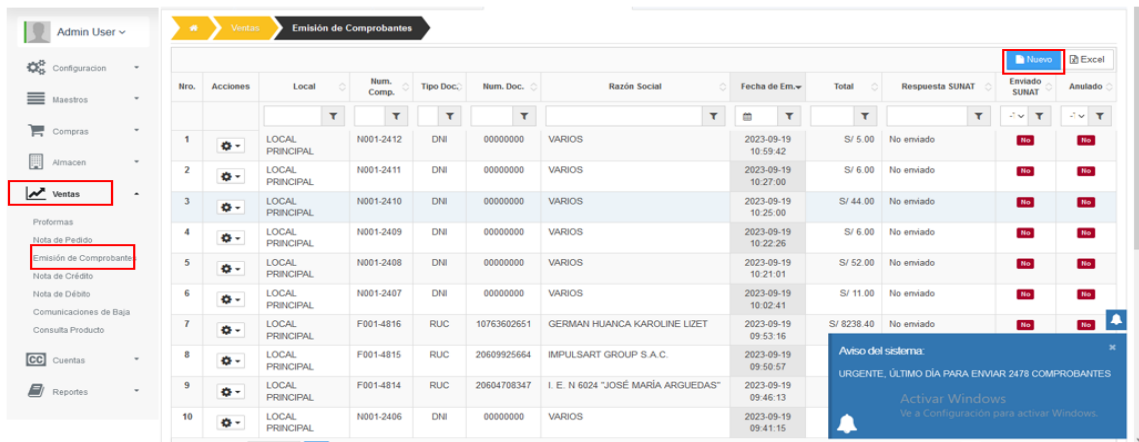 Admin User
Ventas
Emisión de Comprobantes
Configuracion
Maestros
Compras
Almacen
Ventas
Proformas
Nota de Pedido
Emisión de Comprobantes
Nota de Crédito
Nota de Débito
Comunicaciones de Baja
Consulta Producto
CC Cuentas
Reportes
Nuevo
Excel
Nro. Acciones Local Num. Comp. Tipo Doc. Num. Doc. Razón Social Fecha de Em. Total Respuesta SUNAT Enviado SUNAT Anulado
1 LOCAL PRINCIPAL N001-2412 DNI 00000000 VARIOS 2023-09-19 10:59:42 S/ 5.00 No enviado No No
2 LOCAL PRINCIPAL N001-2411 DNI 00000000 VARIOS 2023-09-19 10:27:00 S/ 6.00 No enviado No No
3 LOCAL PRINCIPAL N001-2410 DNI 00000000 VARIOS 2023-09-19 10:25:00 S/ 44.00 No enviado No No
4 LOCAL PRINCIPAL N001-2409 DNI 00000000 VARIOS 2023-09-19 10:22:26 S/ 6.00 No enviado No No
5 LOCAL PRINCIPAL N001-2408 DNI 00000000 VARIOS 2023-09-19 10:21:01 S/ 52.00 No enviado No No
6 LOCAL PRINCIPAL N001-2407 DNI 00000000 VARIOS 2023-09-19 10:02:41 S/ 11.00 No enviado No No
7 LOCAL PRINCIPAL F001-4816 RUC 10763602651 GERMAN HUANCA KAROLINE LIZET 2023-09-19 09:53:16 S/ 8238.40 No enviado No No
8 LOCAL PRINCIPAL F001-4815 RUC 20609925664 IMPULSART GROUP S.A.C. 2023-09-19 09:50:57
9 LOCAL PRINCIPAL F001-4814 RUC 20604708347 I. E. N 6024 "JOSÉ MARÍA ARGUEDAS" 2023-09-19 09:46:13
10 LOCAL PRINCIPAL N001-2406 DNI 00000000 VARIOS 2023-09-19 09:41:15
Aviso del sistema:
URGENTE, ÚLTIMO DÍA PARA ENVIAR 2478 COMPROBANTES
Activar Windows
Ve a Configuración para activar Windows.